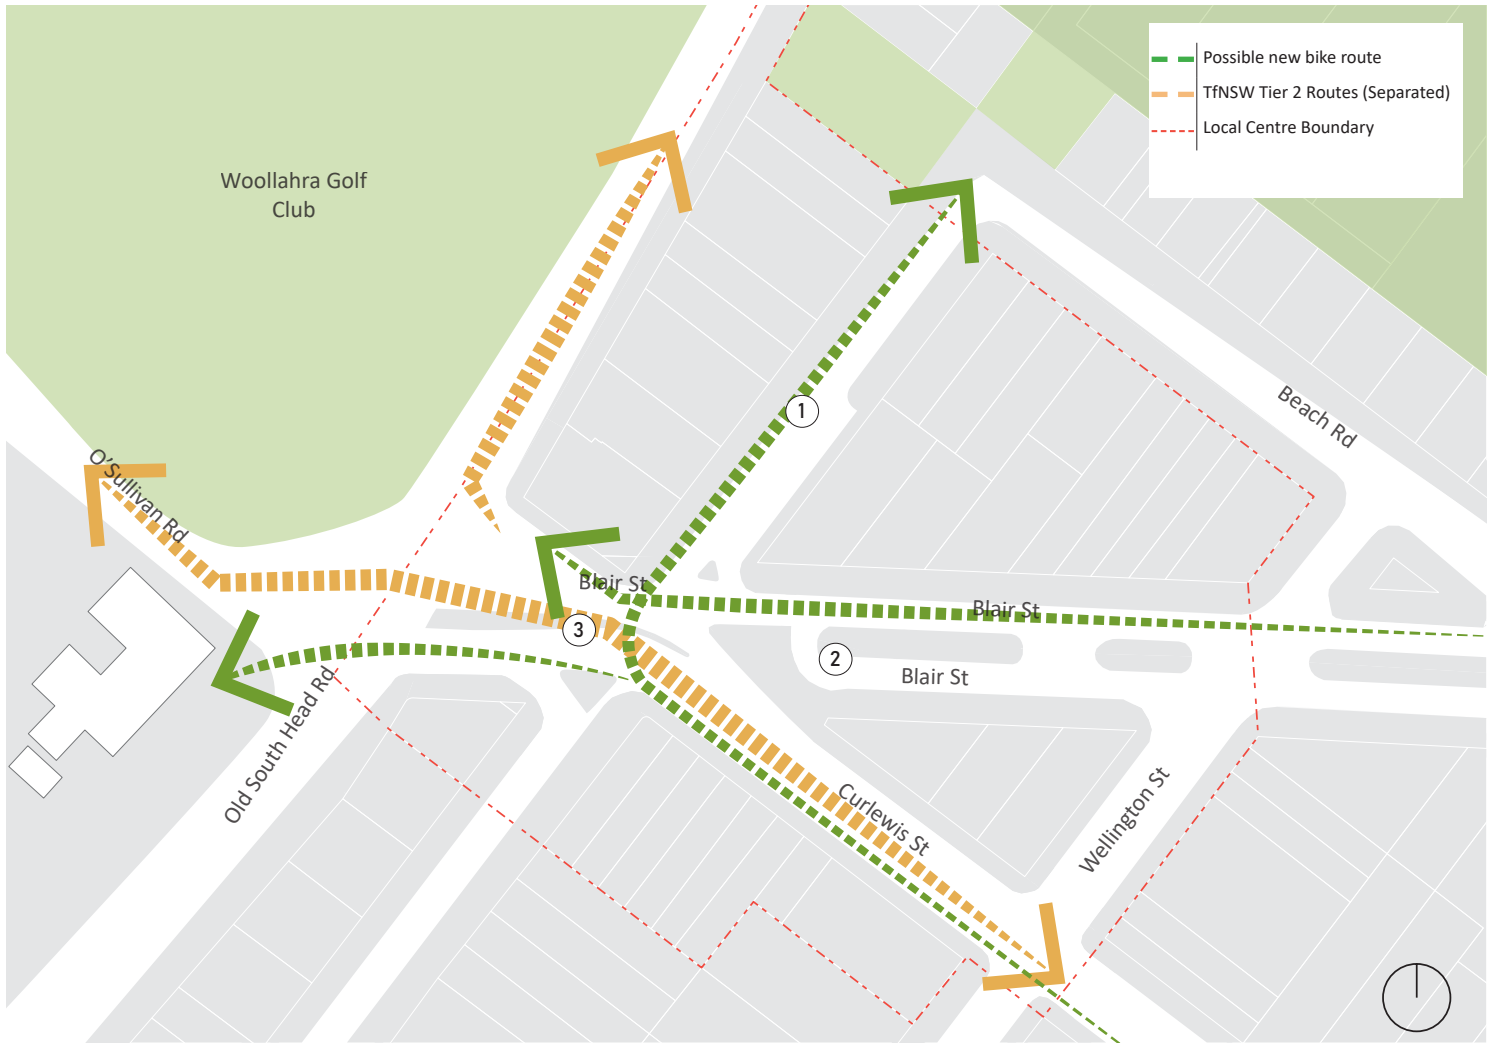 Possible new bike route
TfNSW Tier 2 Routes (Separated)
Local Centre Boundary
Woollahra Golf
Club
1
Beach Rd
O'Sullivan Rd
Blair St
Blair St
3
2
Blair St
Old South Head Rd
Curlewis St
Wellington St